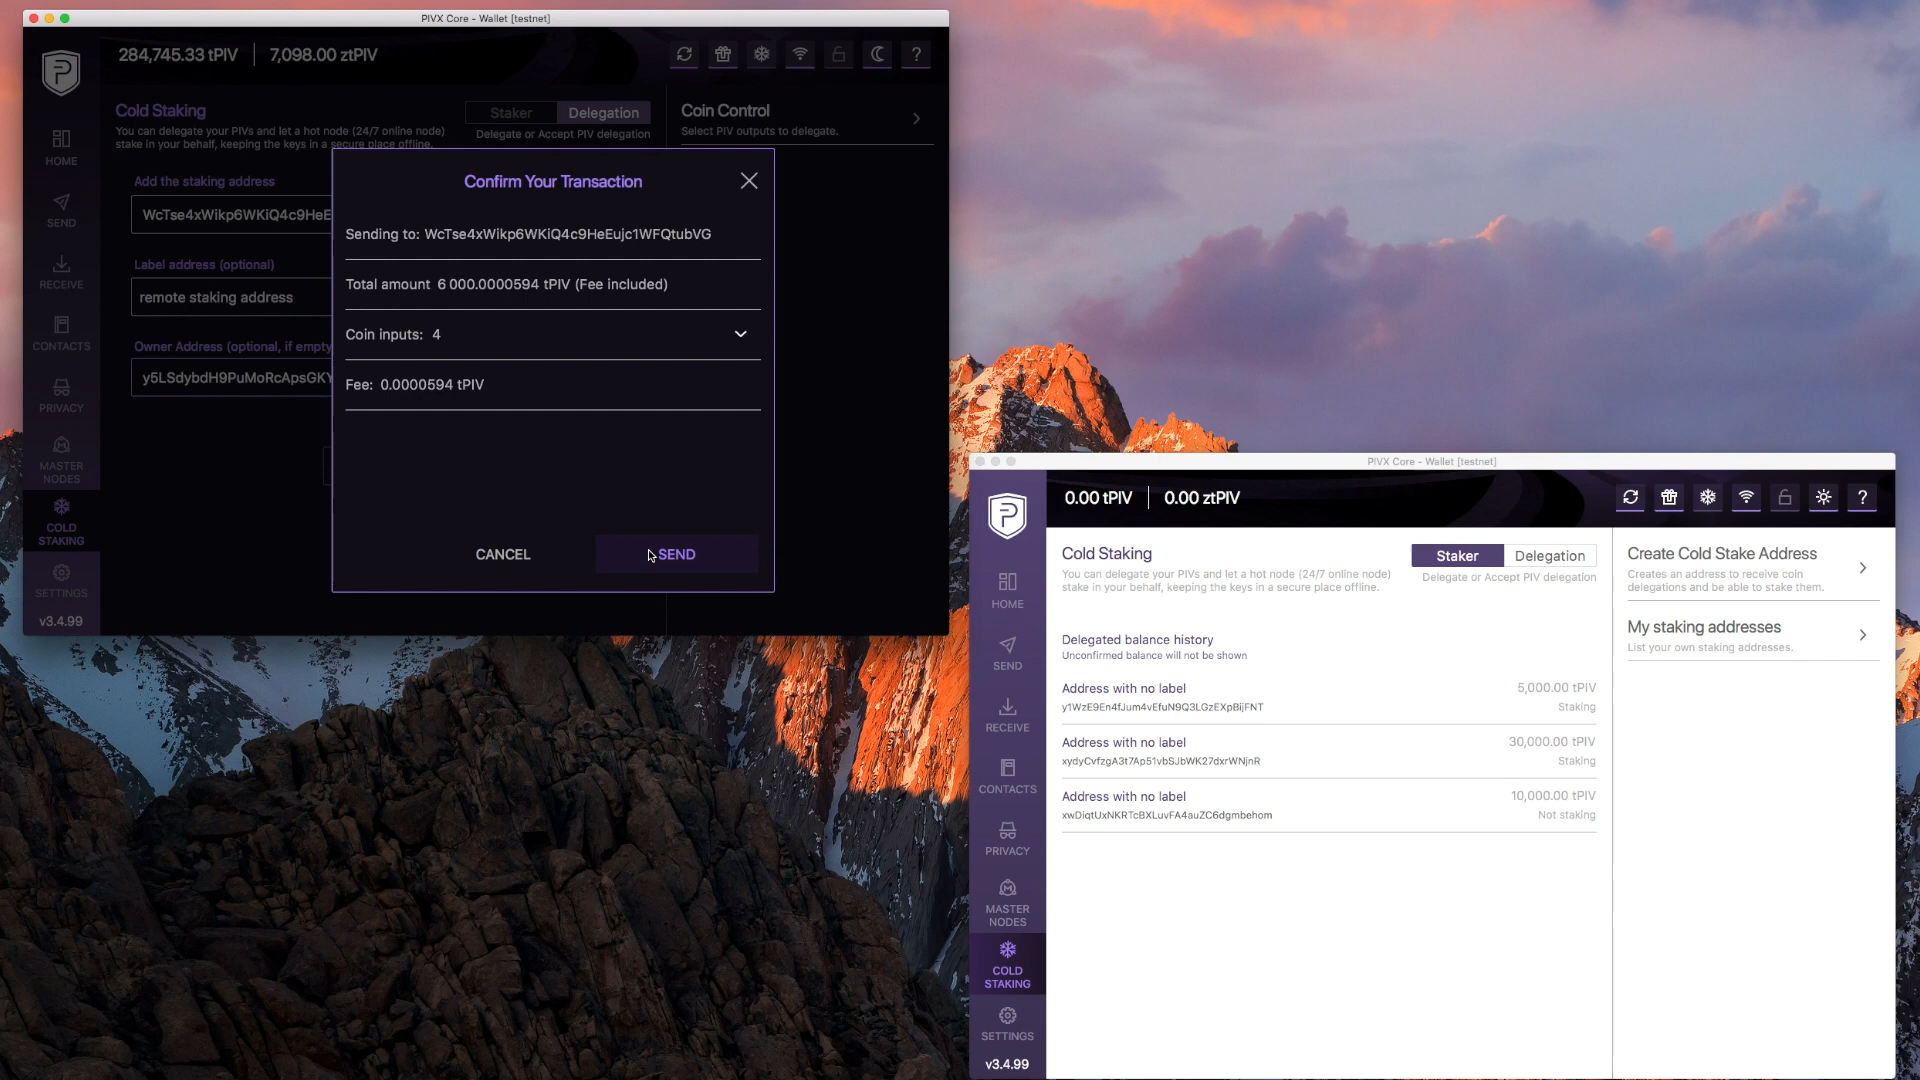 PIVX Core - Wallet [testnet]
284,745.33 tPIV
7,098.00 ztPIV
?
HOME
SEND
RECEIVE
CONTACTS
PRIVACY
MASTER
NODES
COLD
STAKING
SETTINGS
v3.4.99
Cold Staking
You can delegate your PIVs and let a hot node (24/7 online node)
stake in your behalf, keeping the keys in a secure place offline.
Staker
Delegation
Delegate or Accept PIV delegation
Coin Control
Select PIV outputs to delegate.
Add the staking address
WcTse4xWikp6WKiQ4c9HeE
Label address (optional)
remote staking address
Owner Address (optional, if empty
y5LSdybdH9PuMoRcApsGKY
Confirm Your Transaction
Sending to: WcTse4xWikp6WKiQ4c9HeEujc1WFQtubVG
Total amount 6 000.0000594 tPIV (Fee included)
Coin inputs: 4
Fee: 0.0000594 tPIV
CANCEL
SEND
PIVX Core - Wallet [testnet]
0.00 tPIV
0.00 ztPIV
?
HOME
SEND
RECEIVE
CONTACTS
PRIVACY
MASTER
NODES
COLD
STAKING
SETTINGS
v3.4.99
Cold Staking
You can delegate your PIVs and let a hot node (24/7 online node)
stake in your behalf, keeping the keys in a secure place offline.
Staker
Delegation
Delegate or Accept PIV delegation
Delegated balance history
Unconfirmed balance will not be shown
Address with no label
5,000.00 tPIV
y1WzE9En4fJum4vEfuN9Q3LGzEXpBijFNT
Staking
Address with no label
30,000.00 tPIV
xydyCvfzgA3t7Ap51vbSJbWK27dxrWNjnR
Staking
Address with no label
10,000.00 tPIV
xwDiqtUxNKRTcBXLuvFA4auZC6dgmbehom
Not staking
Create Cold Stake Address
Creates an address to receive coin
delegations and be able to stake them.
My staking addresses
List your own staking addresses.